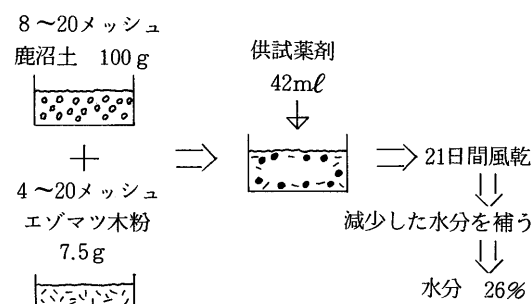 8~20メッシュ
鹿沼土 100g
+
4~20メッシュ
エゾマツ木粉
7.5g
供試薬剤
42mℓ
21日間風乾
減少した水分を補う
水分 26%